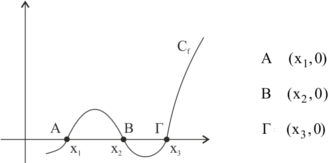 C_f
A B Γ
x₁ x₂ x₃
A (x₁,0)
B (x₂,0)
Γ (x₃,0)